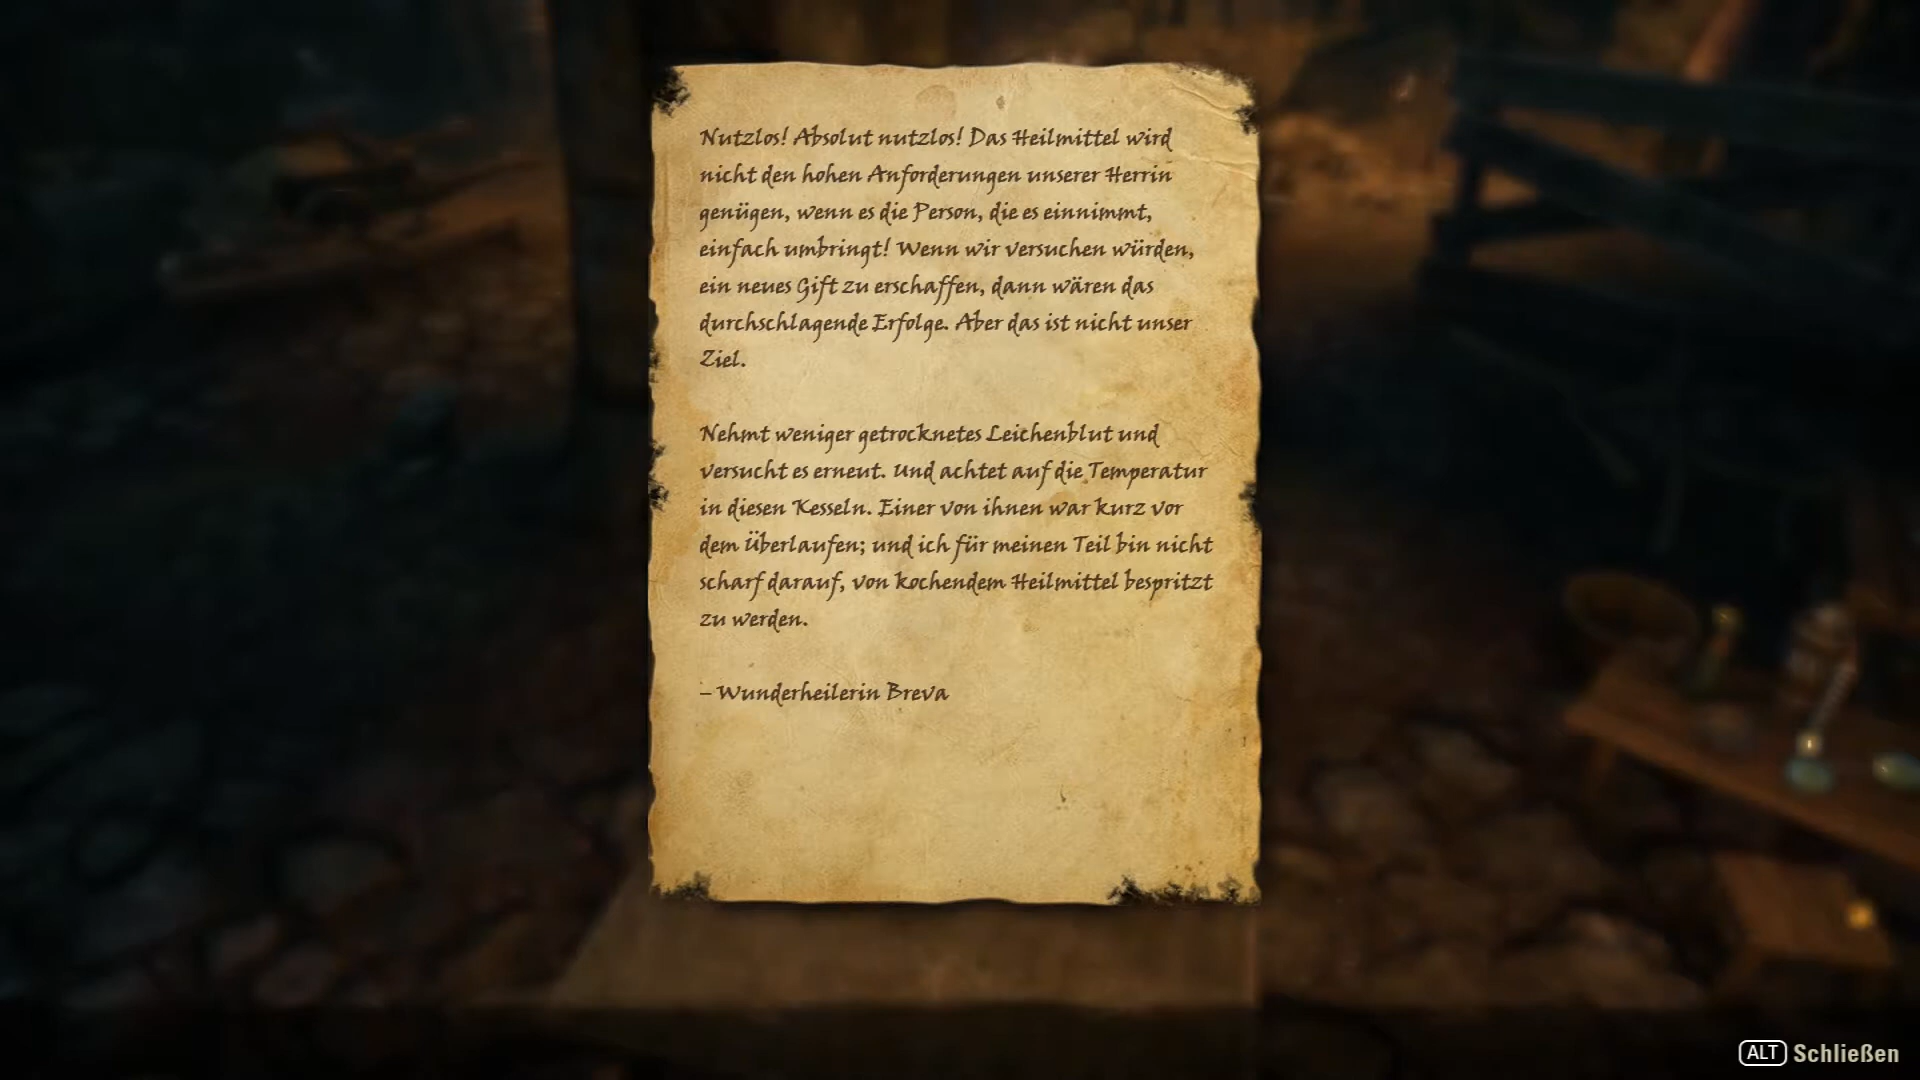 Nutzlos! Absolut nutzlos! Das Heilmittel wird
nicht den hohen Anforderungen unserer Herrin
genügen, wenn es die Person, die es einnimmt,
einfach umbringt! Wenn wir versuchen würden,
ein neues Gift zu erschaffen, dann wären das
durchschlagende Erfolge. Aber das ist nicht unser
Ziel.
Nehmt weniger getrocknetes Leichenblut und
versucht es erneut. Und achtet auf die Temperatur
in diesen Kesseln. Einer von ihnen war kurz vor
dem Überlaufen; und ich für meinen Teil bin nicht
scharf darauf, von kochendem Heilmittel bespritzt
zu werden.
– Wunderheilerin Breva
ALT Schließen